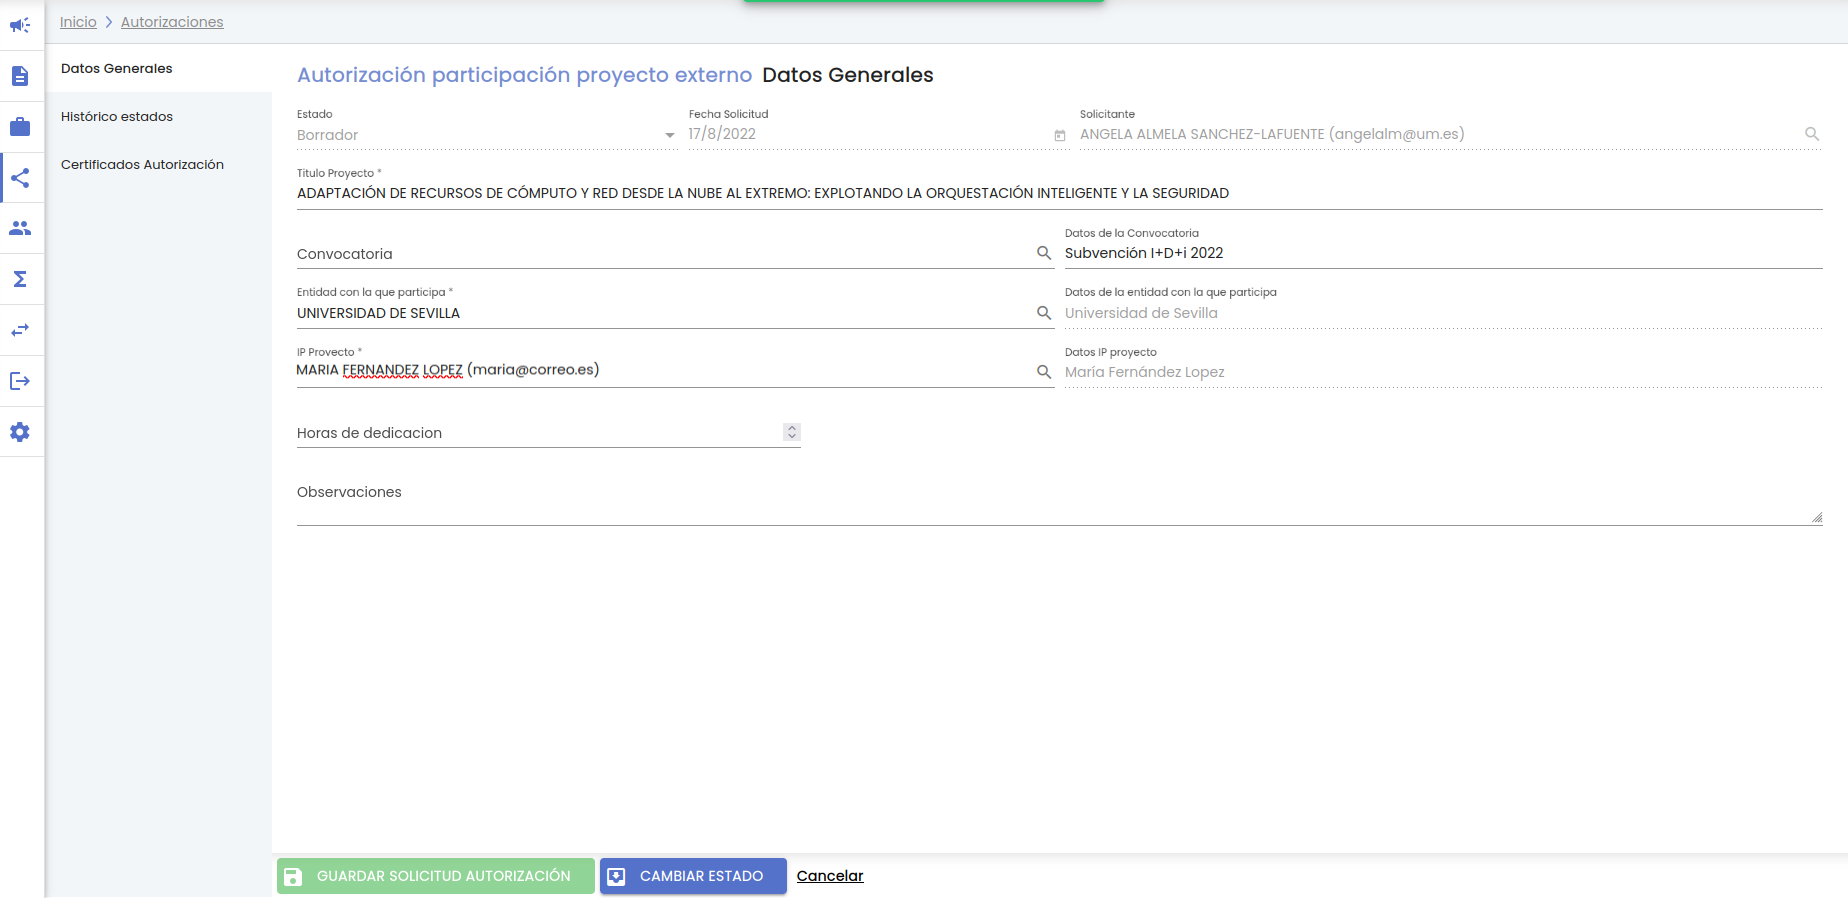 Inicio > Autorizaciones
Datos Generales
Histórico estados
Certificados Autorización
Autorización participación proyecto externo Datos Generales
Estado Fecha Solicitud Solicitante
Borrador 17/8/2022 ANGELA ALMELA SANCHEZ-LAFUENTE (angelalm@um.es)
Titulo Proyecto *
ADAPTACIÓN DE RECURSOS DE CÓMPUTO Y RED DESDE LA NUBE AL EXTREMO: EXPLOTANDO LA ORQUESTACIÓN INTELIGENTE Y LA SEGURIDAD
Datos de la Convocatoria
Convocatoria Subvención I+D+i 2022
Entidad con la que participa * Datos de la entidad con la que participa
UNIVERSIDAD DE SEVILLA Universidad de Sevilla
IP Proyecto * Datos IP proyecto
MARIA FERNANDEZ LOPEZ (maria@correo.es) María Fernández Lopez
Horas de dedicacion
Observaciones
GUARDAR SOLICITUD AUTORIZACIÓN CAMBIAR ESTADO Cancelar